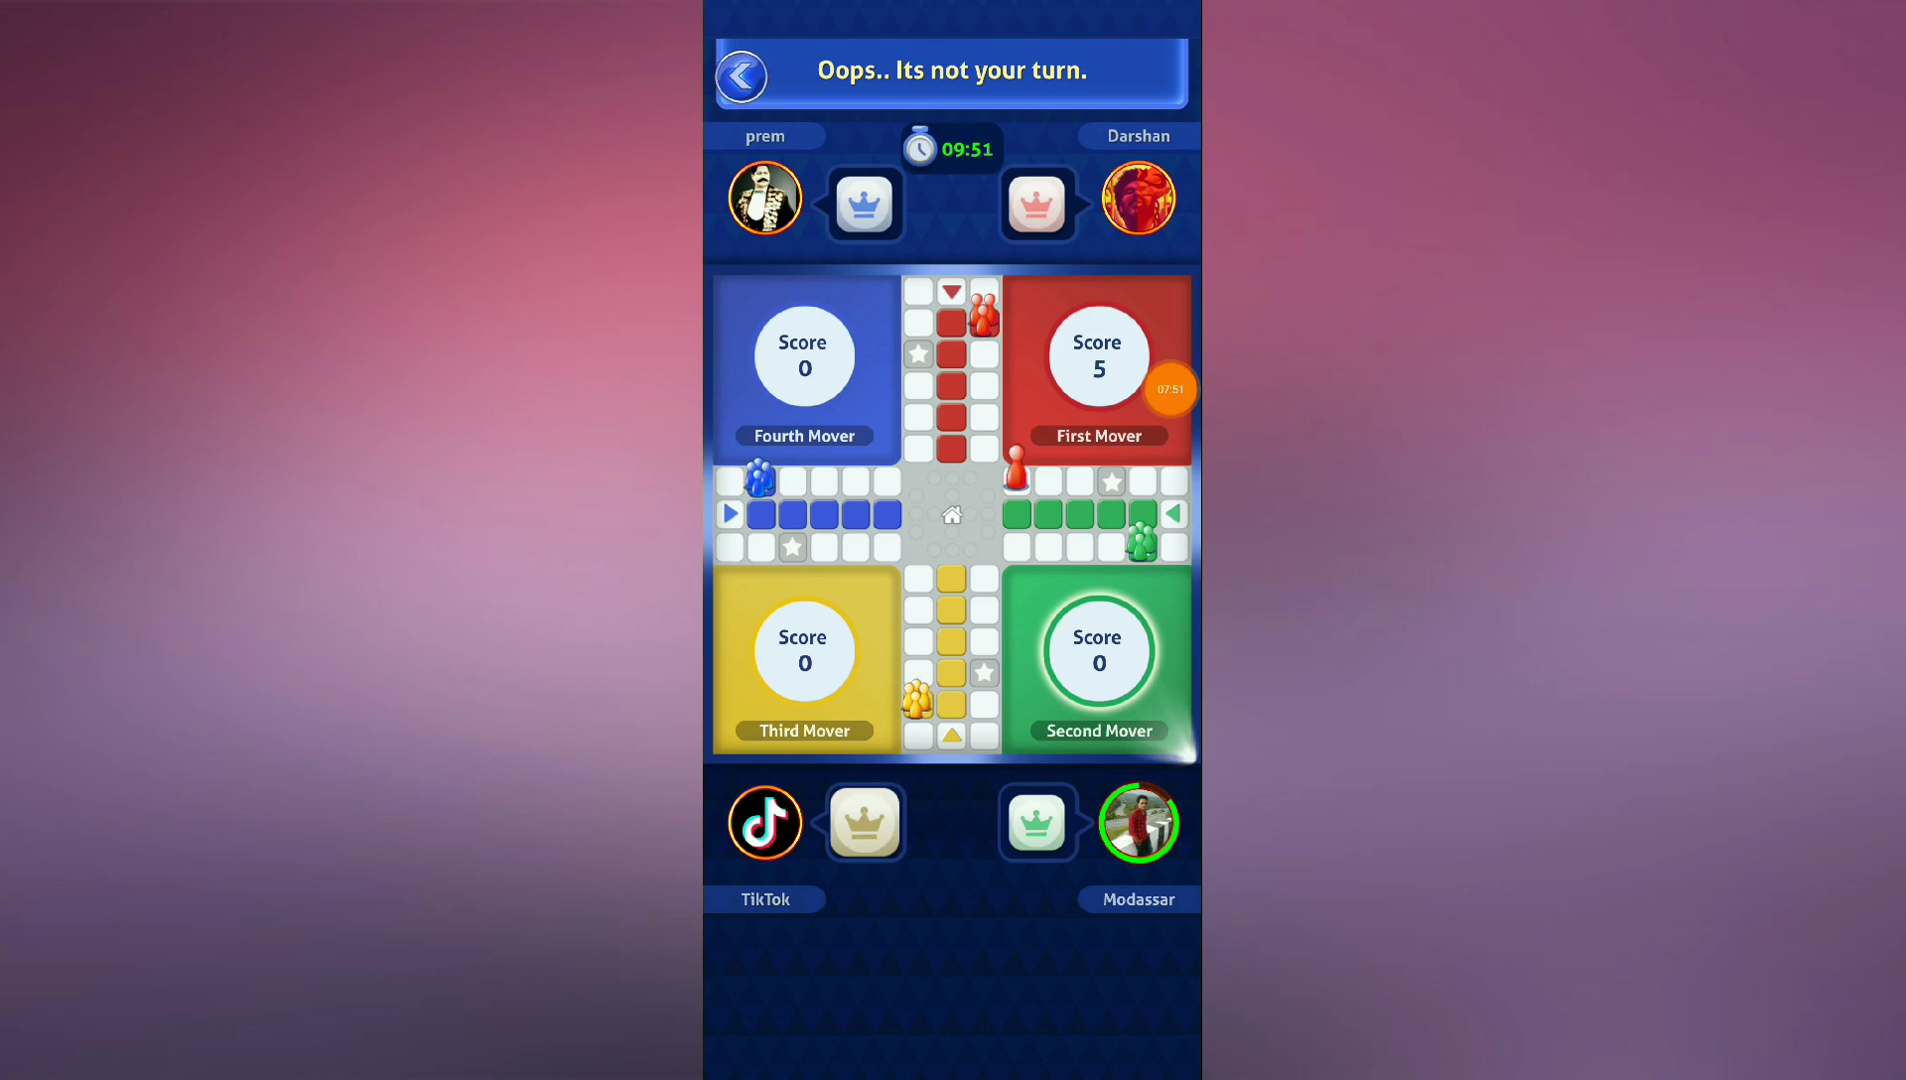 Oops.. Its not your turn.
prem
09:51
Darshan
Score
0
Fourth Mover
Score
5
07:51
First Mover
Score
0
Third Mover
Score
0
Second Mover
TikTok
Modassar